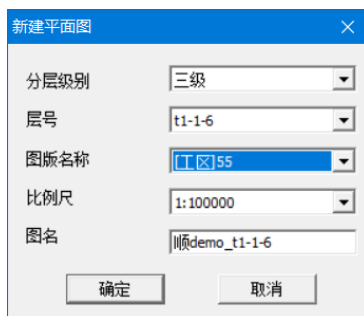 新建平面图
分层级别 三级
层号 t1-1-6
图版名称 [工区]55
比例尺 1:100000
图名 顺demo_t1-1-6
确定 取消